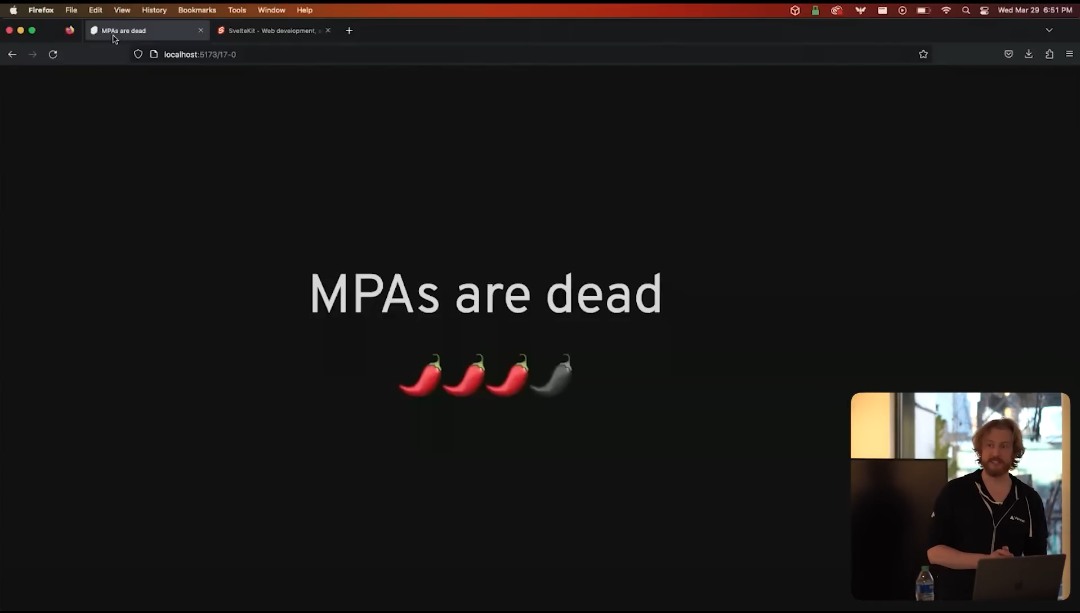 Firefox File Edit View History Bookmarks Tools Window Help Wed Mar 29 6:51 PM
MPAs are dead SvelteKit - Web development,
localhost:5173/17-0
MPAs are dead